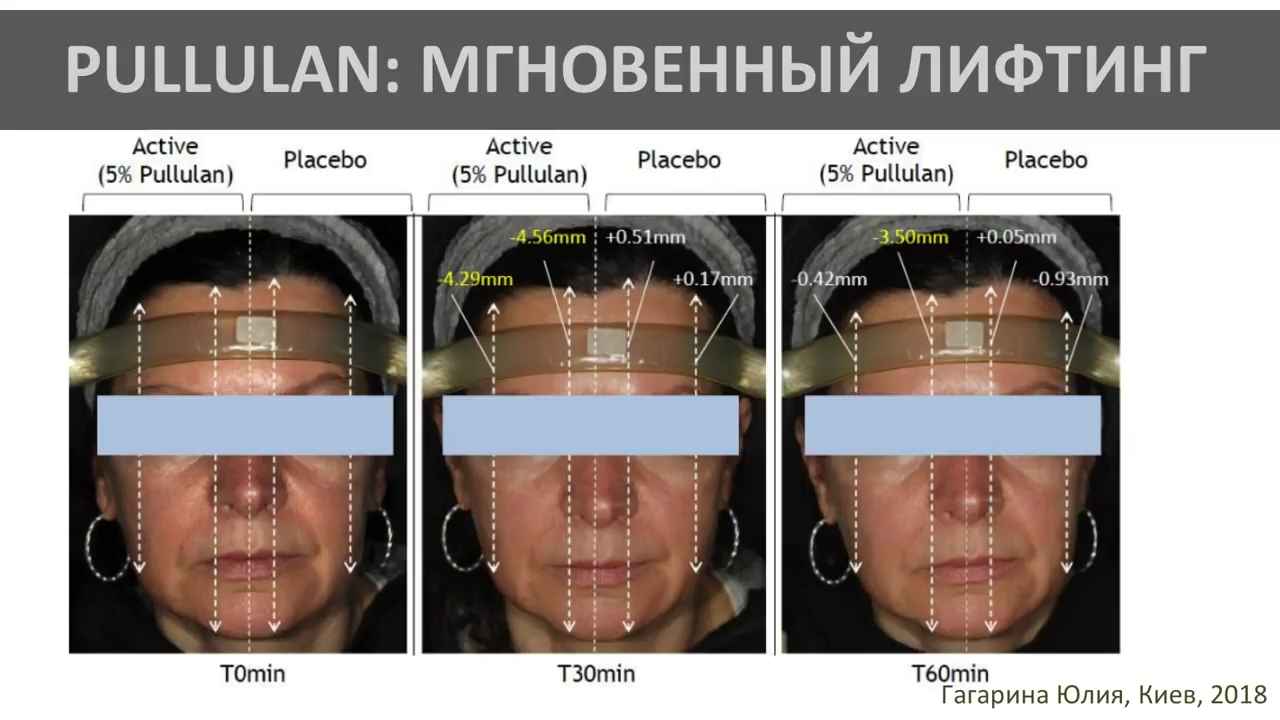 PULLULAN: МГНОВЕННЫЙ ЛИФТИНГ
Active
(5% Pullulan)
Placebo
Active
(5% Pullulan)
Placebo
Active
(5% Pullulan)
Placebo
-4.56mm
+0.51mm
-4.29mm
+0.17mm
-3.50mm
+0.05mm
-0.42mm
-0.93mm
T0min
T30min
T60min
Гагарина Юлия, Киев, 2018